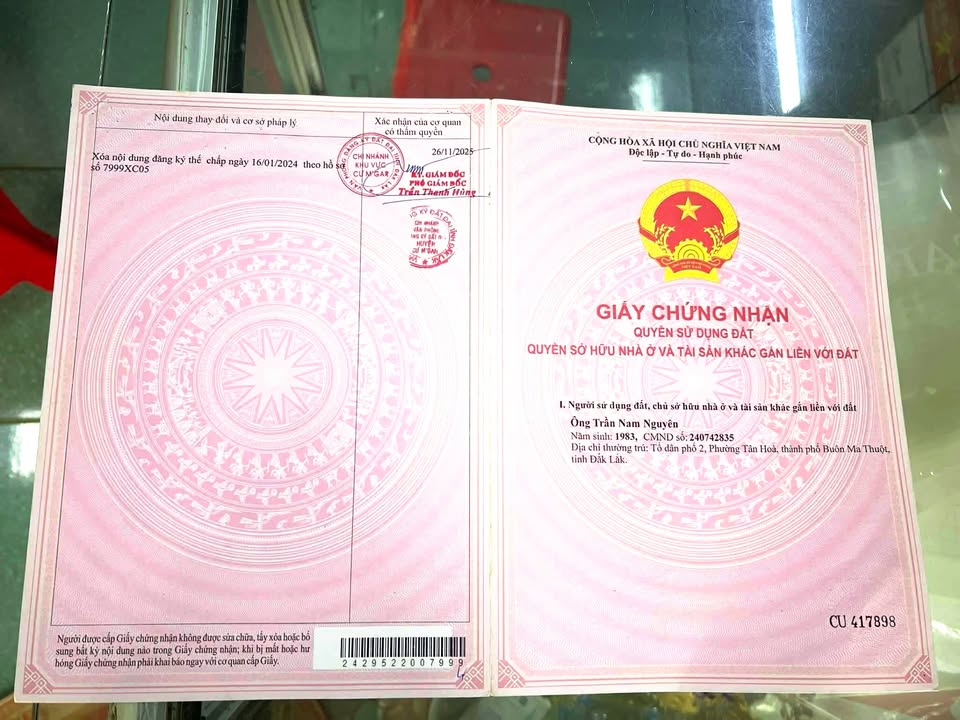 Nội dung thay đổi và cơ sở pháp lý
Xác nhận của cơ quan
có thẩm quyền
Xóa nội dung đăng ký thế chấp ngày 16/01/2024 theo hồ sơ
số 7999XC05
26/11/2025
CHI NHÁNH
KHU VỰC
CƯ M'GAR
KT. GIÁM ĐỐC
PHÓ GIÁM ĐỐC
Trần Thanh Hùng
CHI NHÁNH
VĂN PHÒNG
HUYỆN
CƯ M'GAR
Người được cấp Giấy chứng nhận không được sửa chữa, tẩy xóa hoặc bổ
sung bất kỳ nội dung nào trong Giấy chứng nhận; khi bị mất hoặc hư
hỏng Giấy chứng nhận phải khai báo ngay với cơ quan cấp Giấy.
2429522007999
CỘNG HÒA XÃ HỘI CHỦ NGHĨA VIỆT NAM
Độc lập - Tự do - Hạnh phúc
GIẤY CHỨNG NHẬN
QUYỀN SỬ DỤNG ĐẤT
QUYỀN SỞ HỮU NHÀ Ở VÀ TÀI SẢN KHÁC GẮN LIỀN VỚI ĐẤT
I. Người sử dụng đất, chủ sở hữu nhà ở và tài sản khác gắn liền với đất
Ông Trần Nam Nguyên
Năm sinh: 1983, CMND số: 240742835
Địa chỉ thường trú: Tổ dân phố 2, Phường Tân Hoà, thành phố Buôn Ma Thuột,
tỉnh Đắk Lắk.
CU 417898